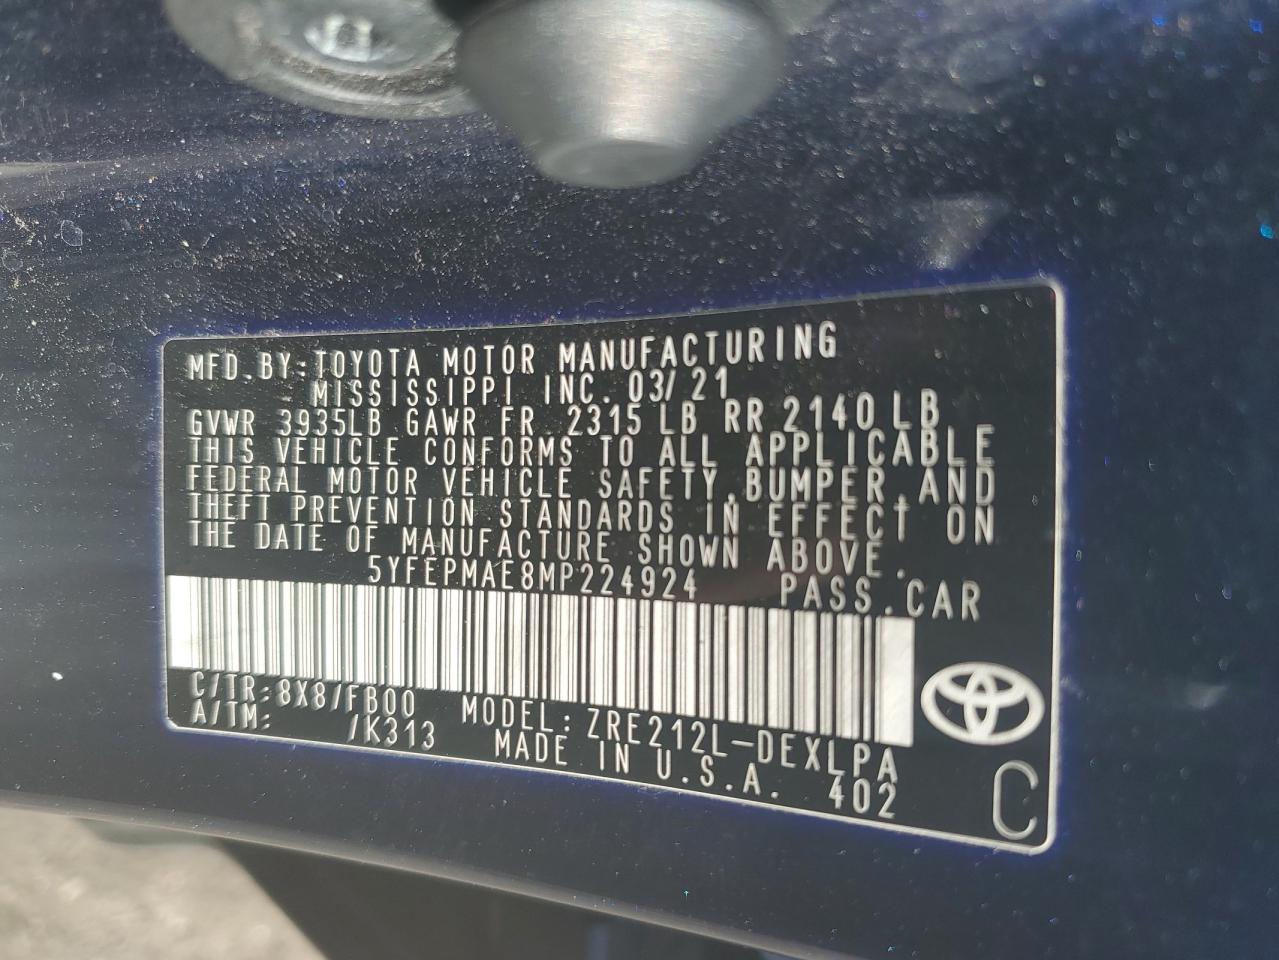 MFD.BY:TOYOTA MOTOR MANUFACTURING
MISSISSIPPI INC. 03/21
GVWR 3935LB GAWR FR 2315 LB RR 2140 LB
THIS VEHICLE CONFORMS TO ALL APPLICABLE
FEDERAL MOTOR VEHICLE SAFETY,BUMPER,AND
THEFT PREVENTION STANDARDS IN EFFECT ON
THE DATE OF MANUFACTURE SHOWN ABOVE.
5YFEPMAE8MP224924 PASS.CAR
C/TR:8X8/FB00 MODEL:ZRE212L-DEXLPA
A/TM: /K313 MADE IN U.S.A. 402
C